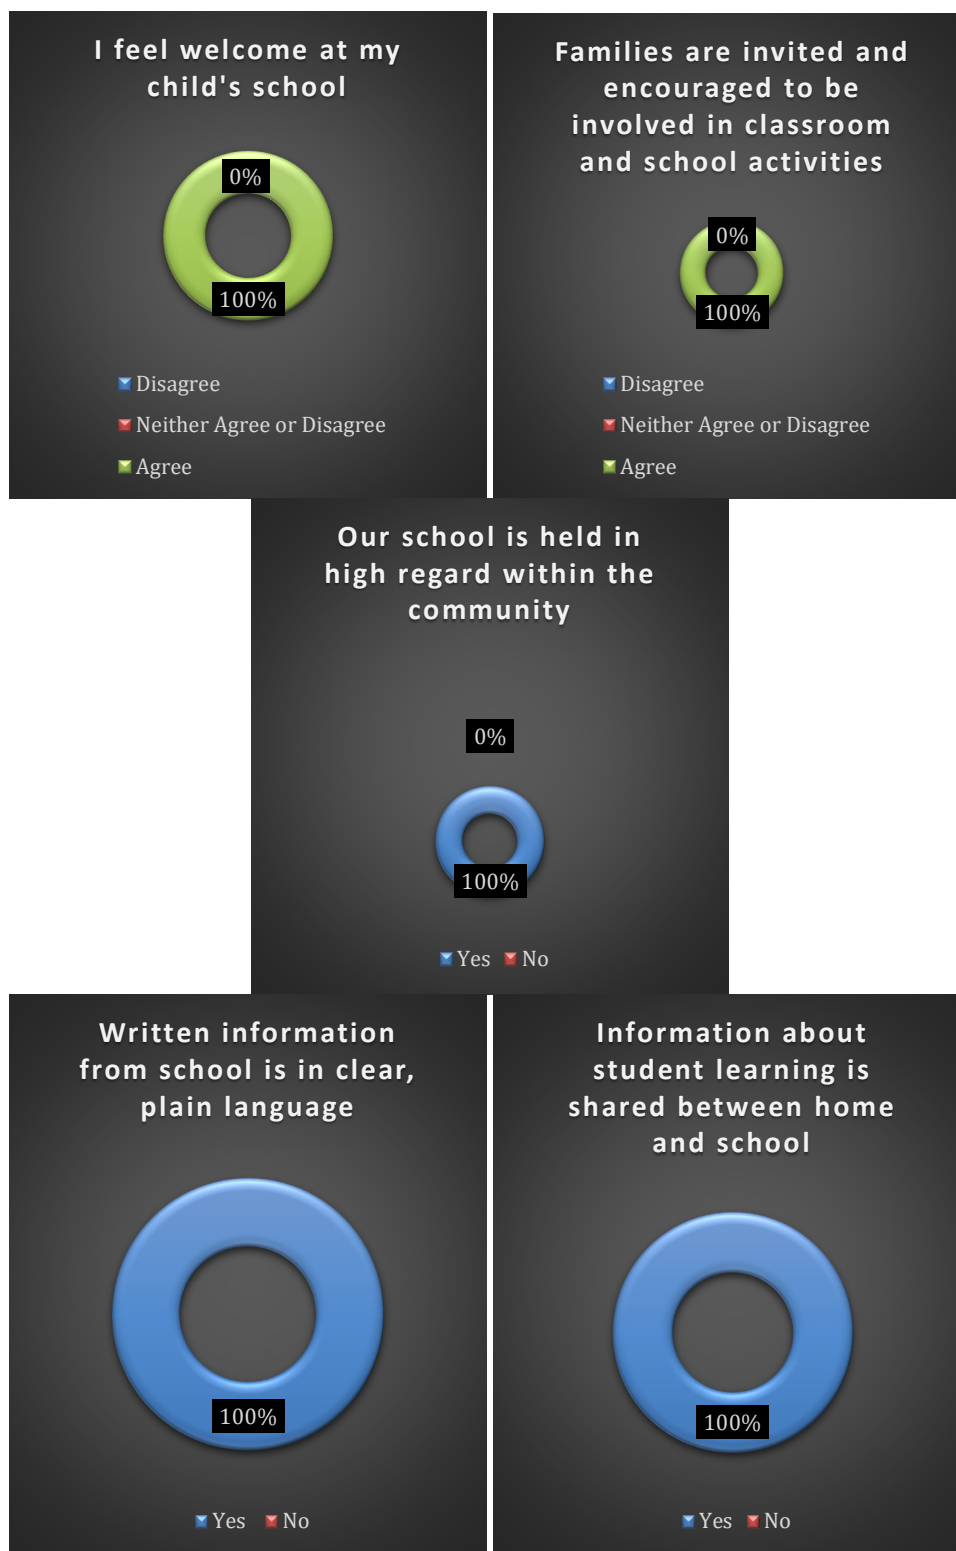 I feel welcome at my
child's school
0%
100%
Disagree
Neither Agree or Disagree
Agree
Families are invited and
encouraged to be
involved in classroom
and school activities
0%
100%
Disagree
Neither Agree or Disagree
Agree
Our school is held in
high regard within the
community
0%
100%
Yes No
Written information
from school is in clear,
plain language
100%
Yes No
Information about
student learning is
shared between home
and school
100%
Yes No